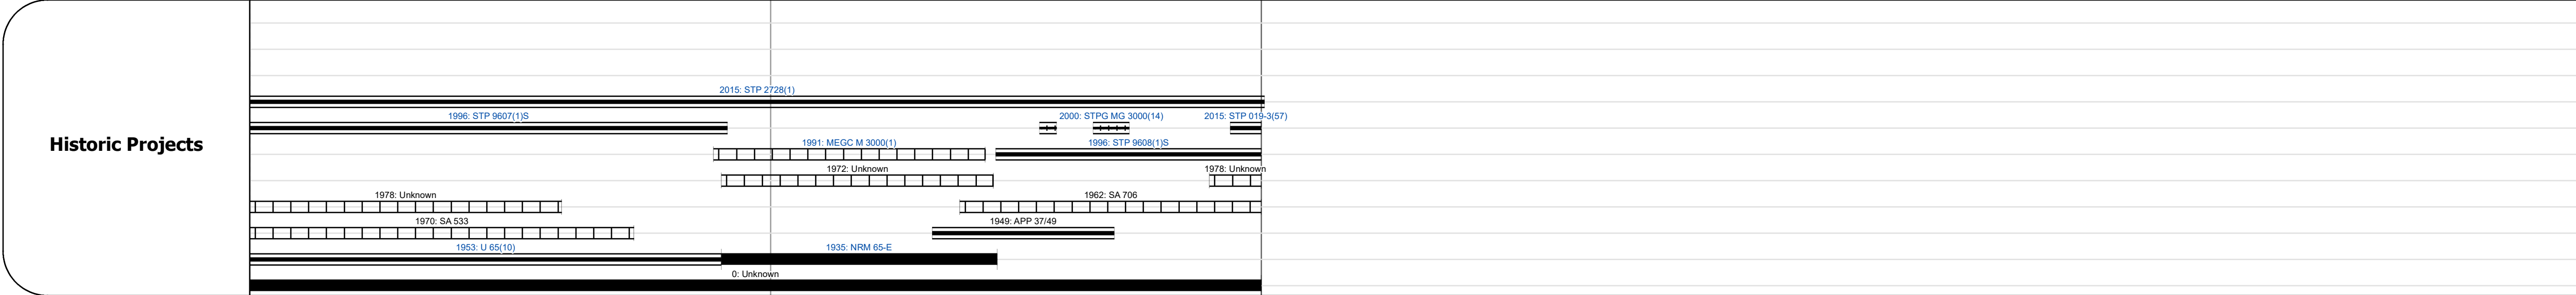 Historic Projects
2015: STP 2728(1)
1996: STP 9607(1)S
2000: STPG MG 3000(14)
2015: STP 019-3(57)
1991: MEGC M 3000(1)
1996: STP 9608(1)S
1972: Unknown
1978: Unknown
1978: Unknown
1962: SA 706
1970: SA 533
1949: APP 37/49
1953: U 65(10)
1935: NRM 65-E
0: Unknown